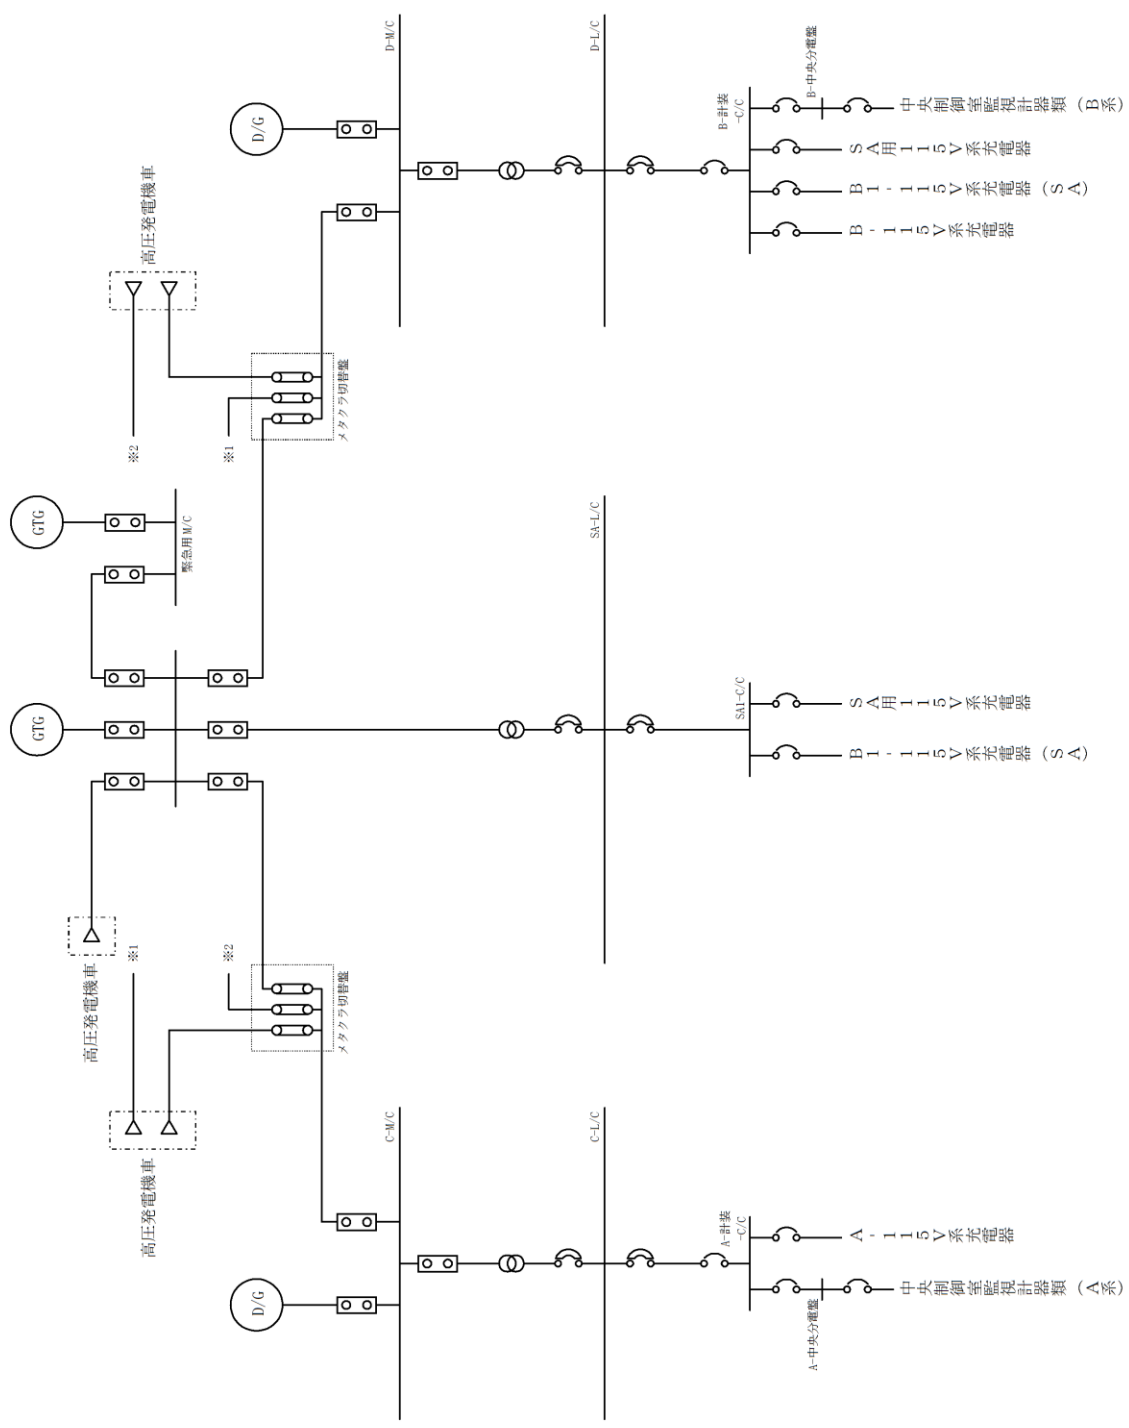 D-M/C
D-L/C
D/G
B-計装
-C/C
B-中央分電盤
中央制御室監視計器類(B系)
SA用115V系充電器
B1-115V系充電器(SA)
B-115V系充電器
高圧発電機車
メタクラ切替盤
※2
※1
GTG
緊急用M/C
SA-L/C
GTG
SA1-C/C
SA用115V系充電器
B1-115V系充電器(SA)
高圧発電機車
※1
※2
メタクラ切替盤
高圧発電機車
C-M/C
C-L/C
D/G
A-計装
-C/C
A-115V系充電器
中央制御室監視計器類(A系)
A-中央分電盤